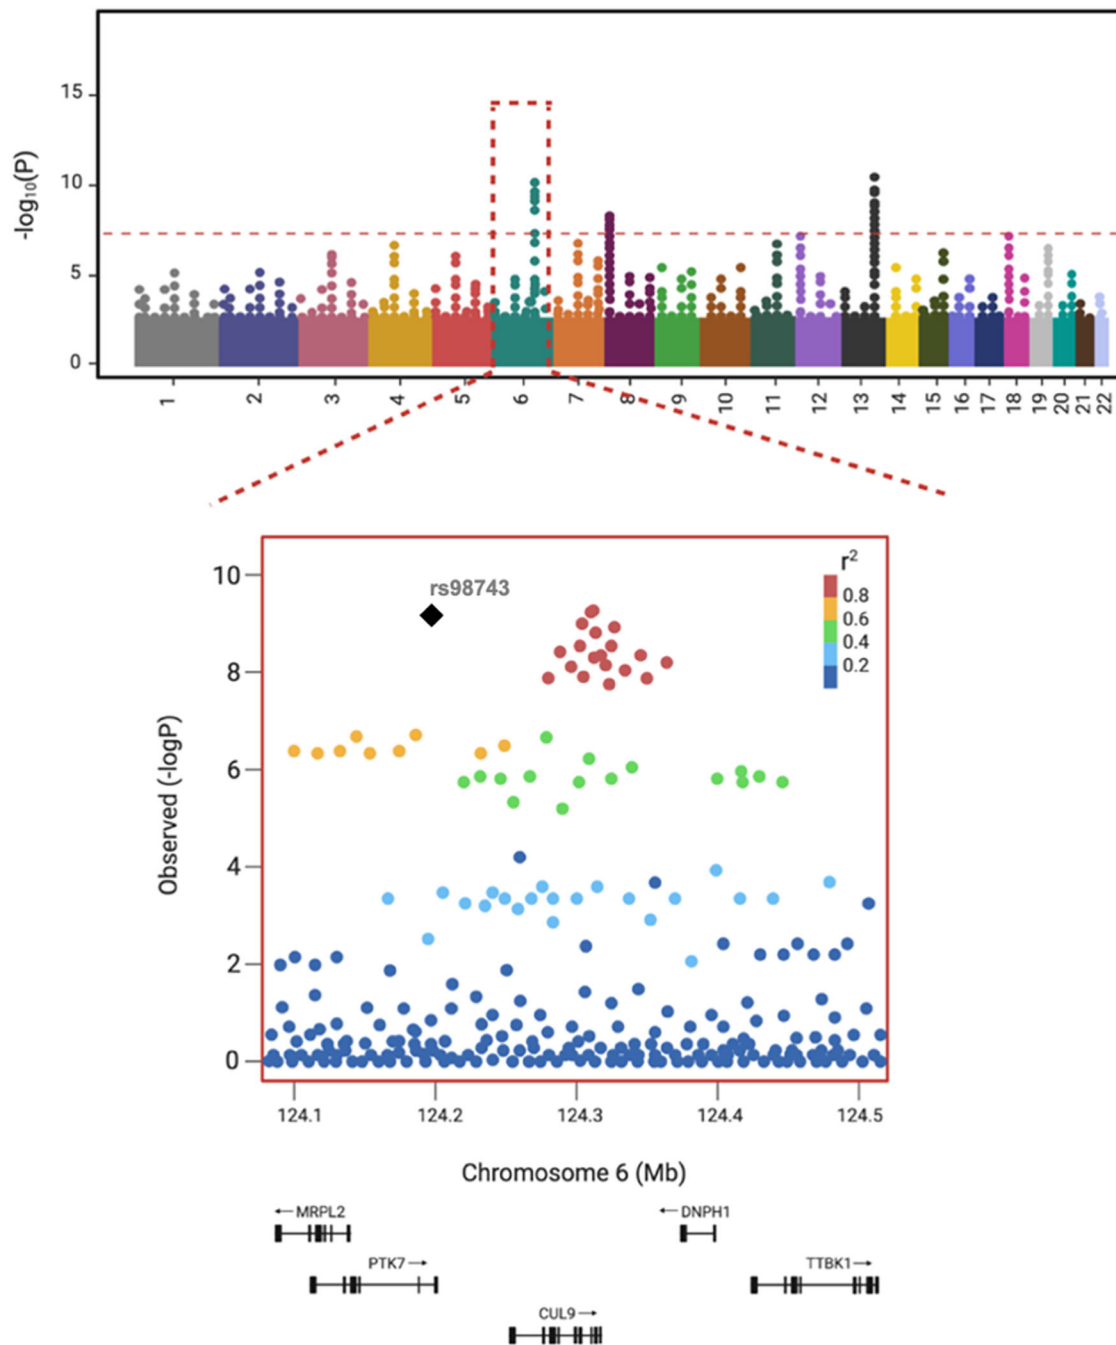 -log₁₀(P)
15
10
5
0
1 2 3 4 5 6 7 8 9 10 11 12 13 14 15 16 17 18 19 20 21 22
rs98743
r²
0.8
0.6
0.4
0.2
Observed (-logP)
10
8
6
4
2
0
124.1 124.2 124.3 124.4 124.5
Chromosome 6 (Mb)
←MRPL2 ←DNPH1
PTK7→ TTBK1→
CUL9→